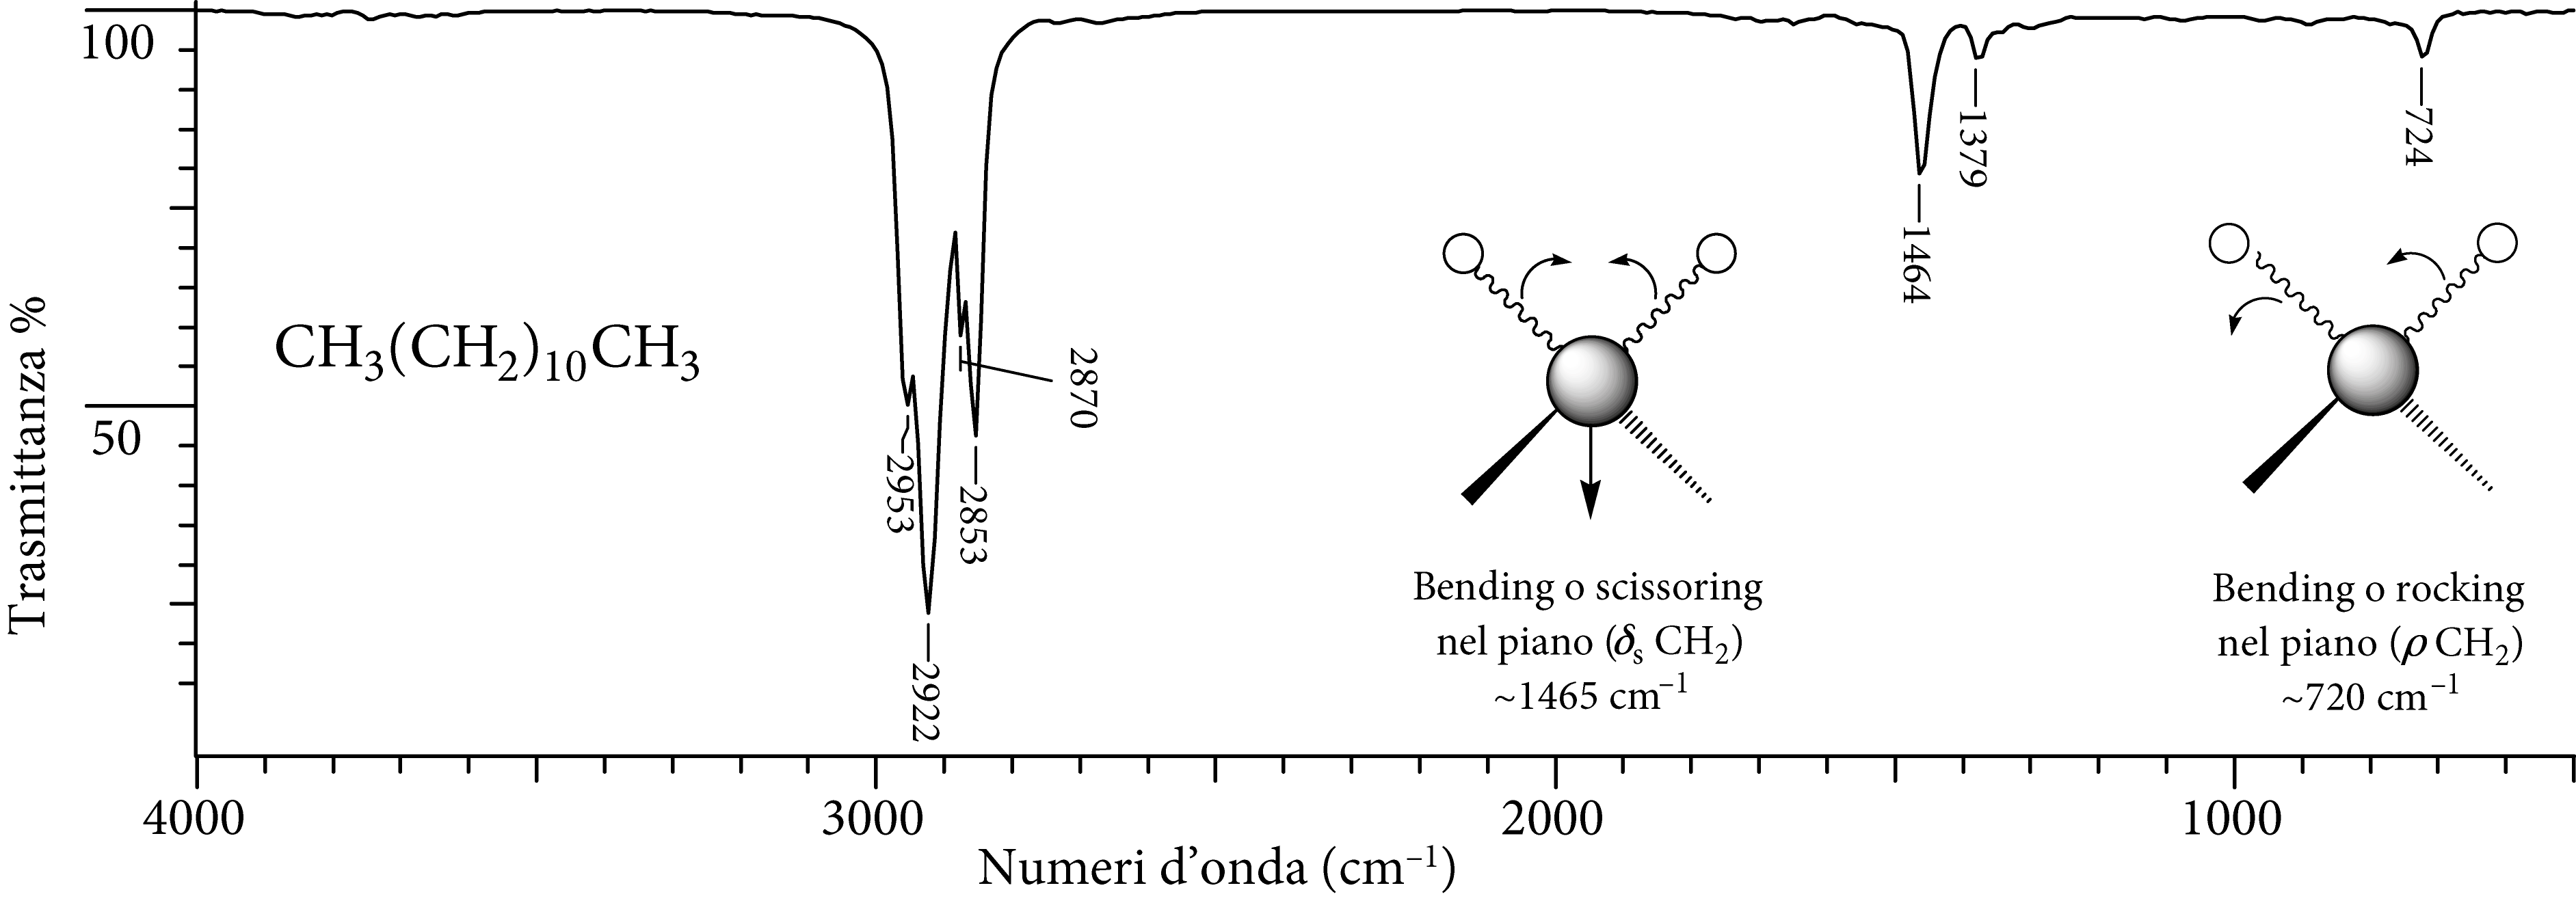 100
50
Trasmittanza %
CH₃(CH₂)₁₀CH₃
2953
2922
2870
2853
1464
1379
724
Bending o scissoring
nel piano (δₛ CH₂)
~1465 cm⁻¹
Bending o rocking
nel piano (ρ CH₂)
~720 cm⁻¹
4000 3000 2000 1000
Numeri d’onda (cm⁻¹)